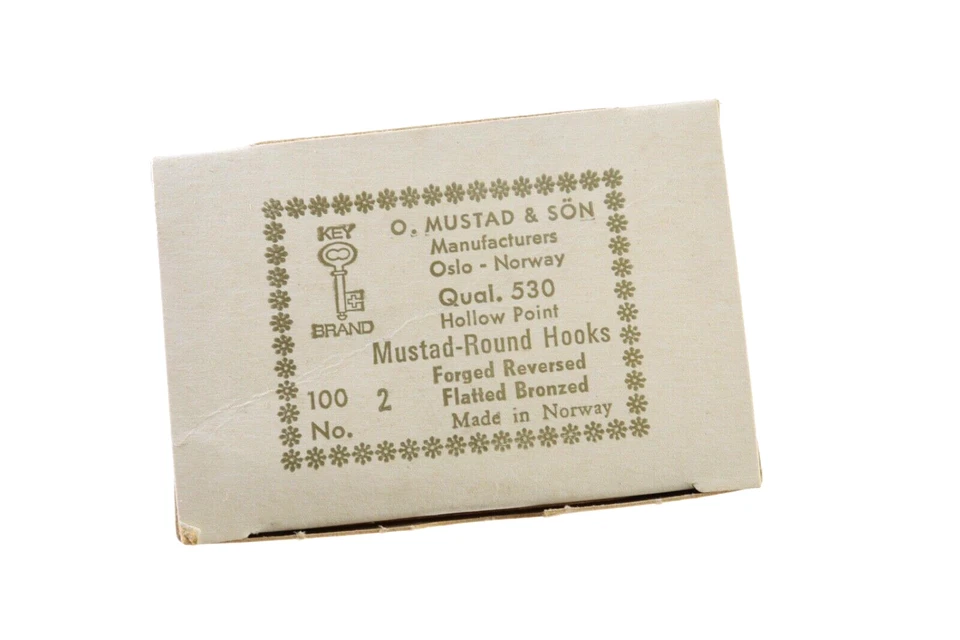 KEY
BRAND
O. MUSTAD & SÖN
Manufacturers
Oslo - Norway
Qual. 530
Hollow Point
Mustad-Round Hooks
Forged Reversed
Flatted Bronzed
Made in Norway
100 2
No.